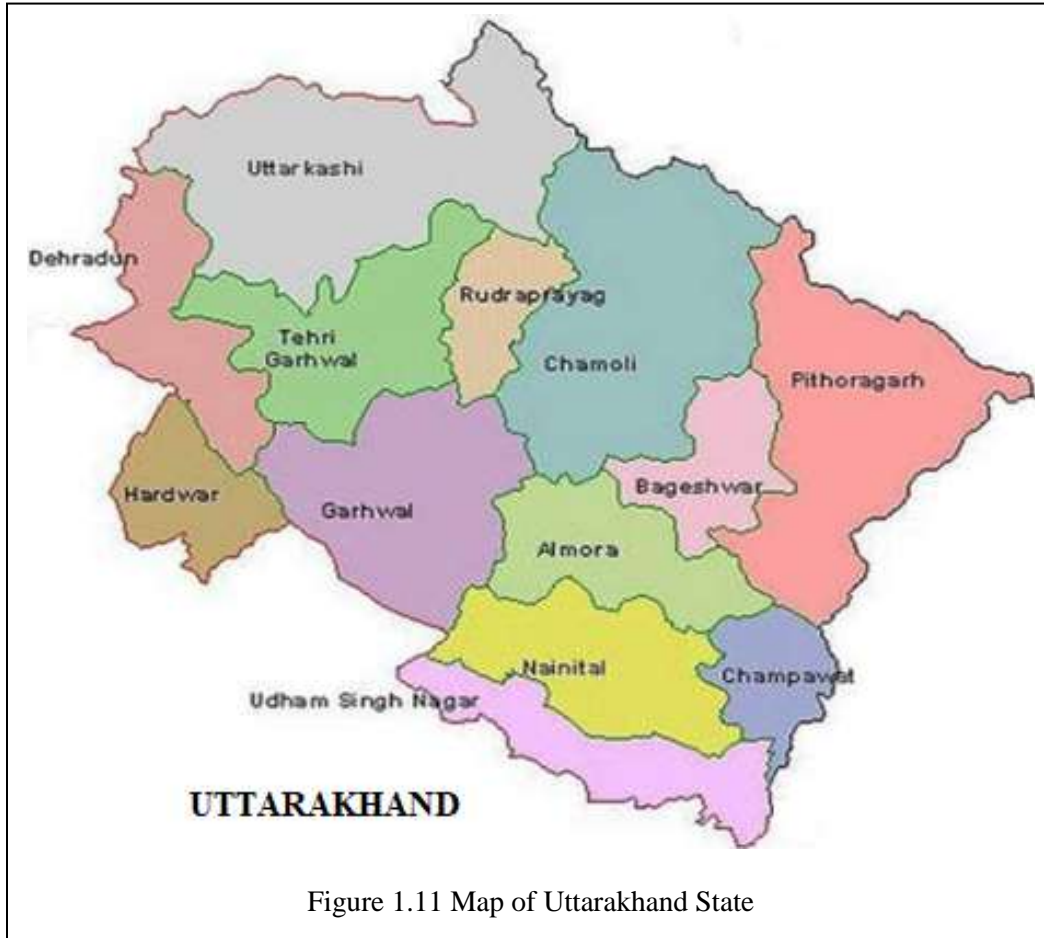 Uttarkashi
Dehradun
Rudraprayag
Tehri
Garhwal
Chamoli
Pithoragarh
Hardwar
Garhwal
Bageshwar
Almora
Nainital
Champawat
Udham Singh Nagar
UTTARAKHAND
Figure 1.11 Map of Uttarakhand State